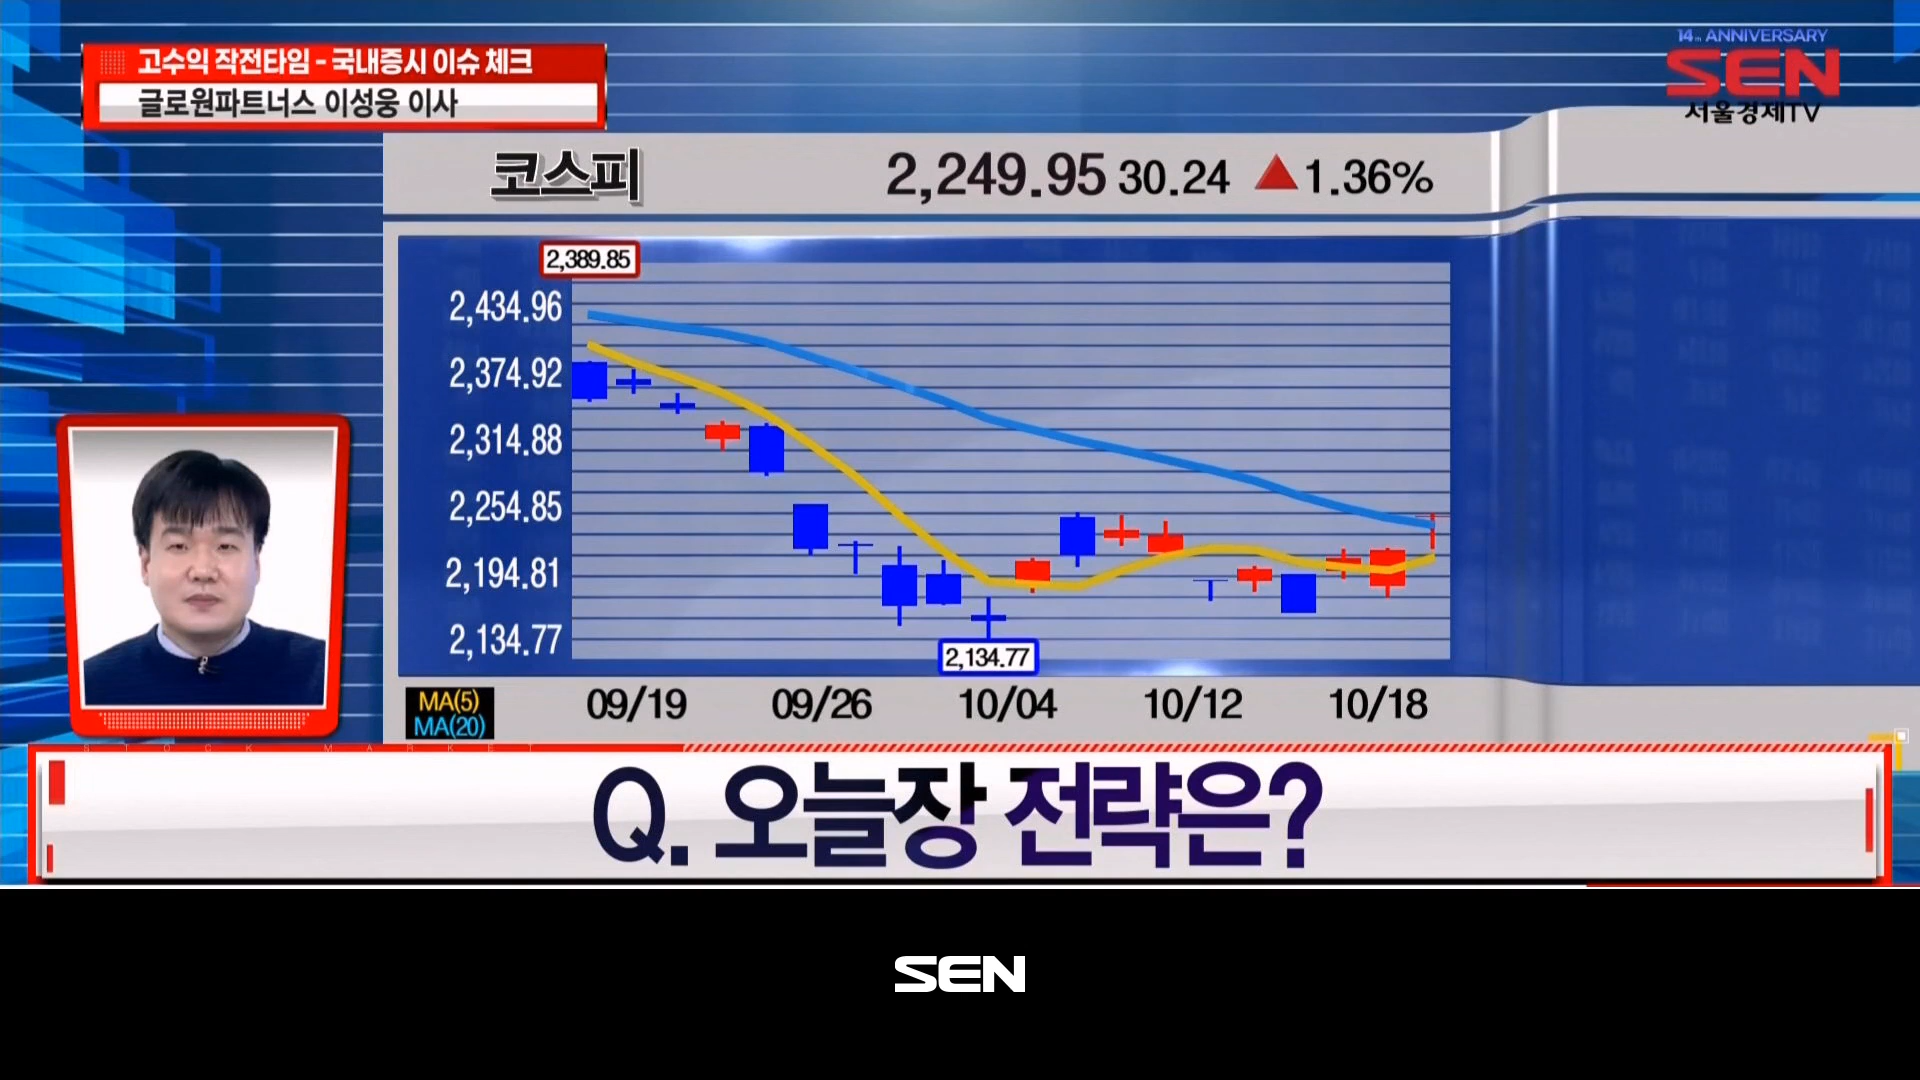 고수익 작전타임 - 국내증시 이슈 체크
글로원파트너스 이성웅 이사
14th ANNIVERSARY
SEN
서울경제TV
코스피 2,249.95 30.24 ▲1.36%
2,389.85
2,434.96
2,374.92
2,314.88
2,254.85
2,194.81
2,134.77
2,134.77
MA(5)
MA(20)
09/19 09/26 10/04 10/12 10/18
STOCK MARKET
Q. 오늘장 전략은?
SEN